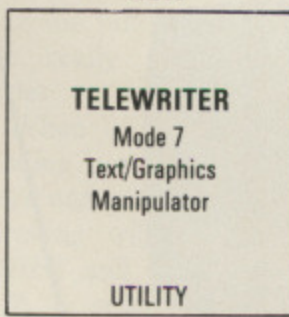 TELEWRITER
Mode 7
Text/Graphics
Manipulator
UTILITY